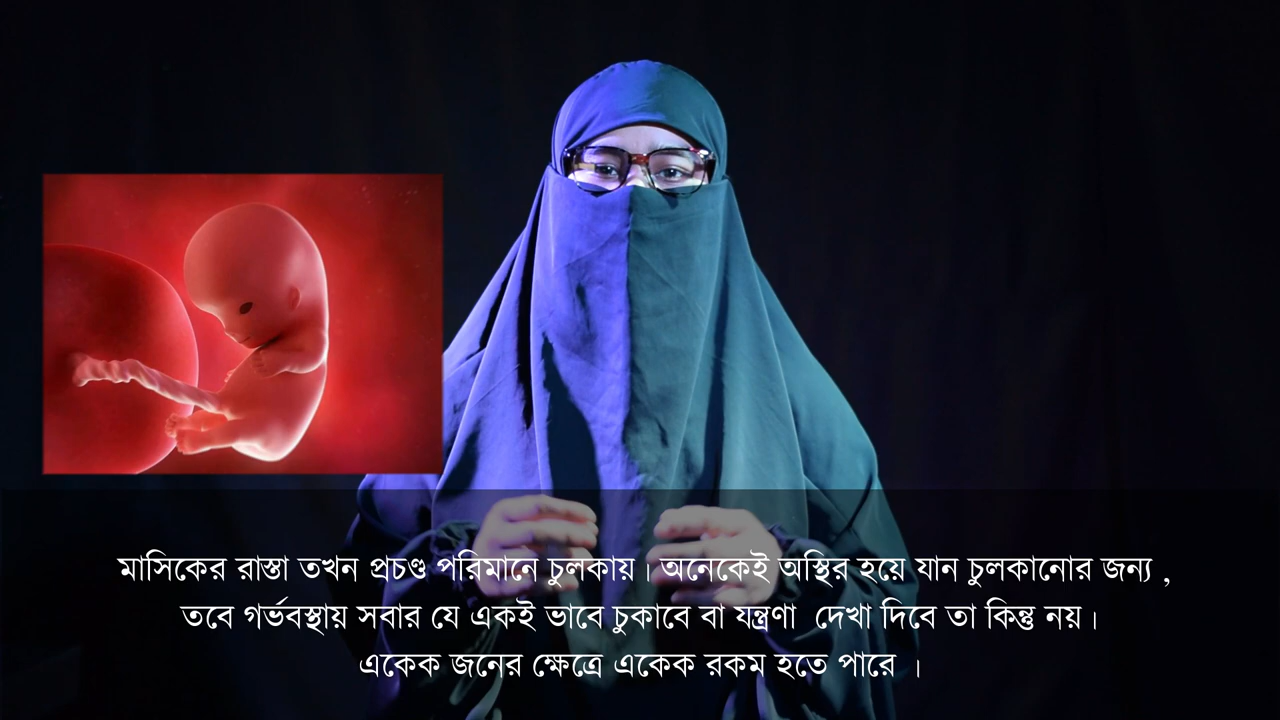 মাসিকের রাস্তা তখন প্রচণ্ড পরিমানে চুলকায়। অনেকেই অস্থির হয়ে যান চুলকানোর জন্য ,
তবে গর্ভবস্থায় সবার যে একই ভাবে চুকাবে বা যন্ত্রণা দেখা দিবে তা কিন্তু নয়।
একেক জনের ক্ষেত্রে একেক রকম হতে পারে ।